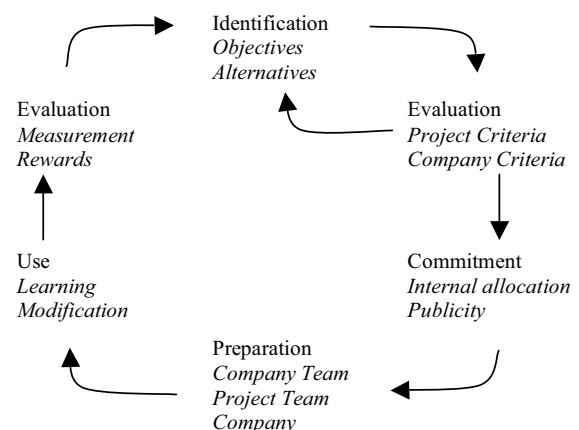 Identification
Objectives
Alternatives
Evaluation
Project Criteria
Company Criteria
Commitment
Internal allocation
Publicity
Preparation
Company Team
Project Team
Company
Use
Learning
Modification
Evaluation
Measurement
Rewards